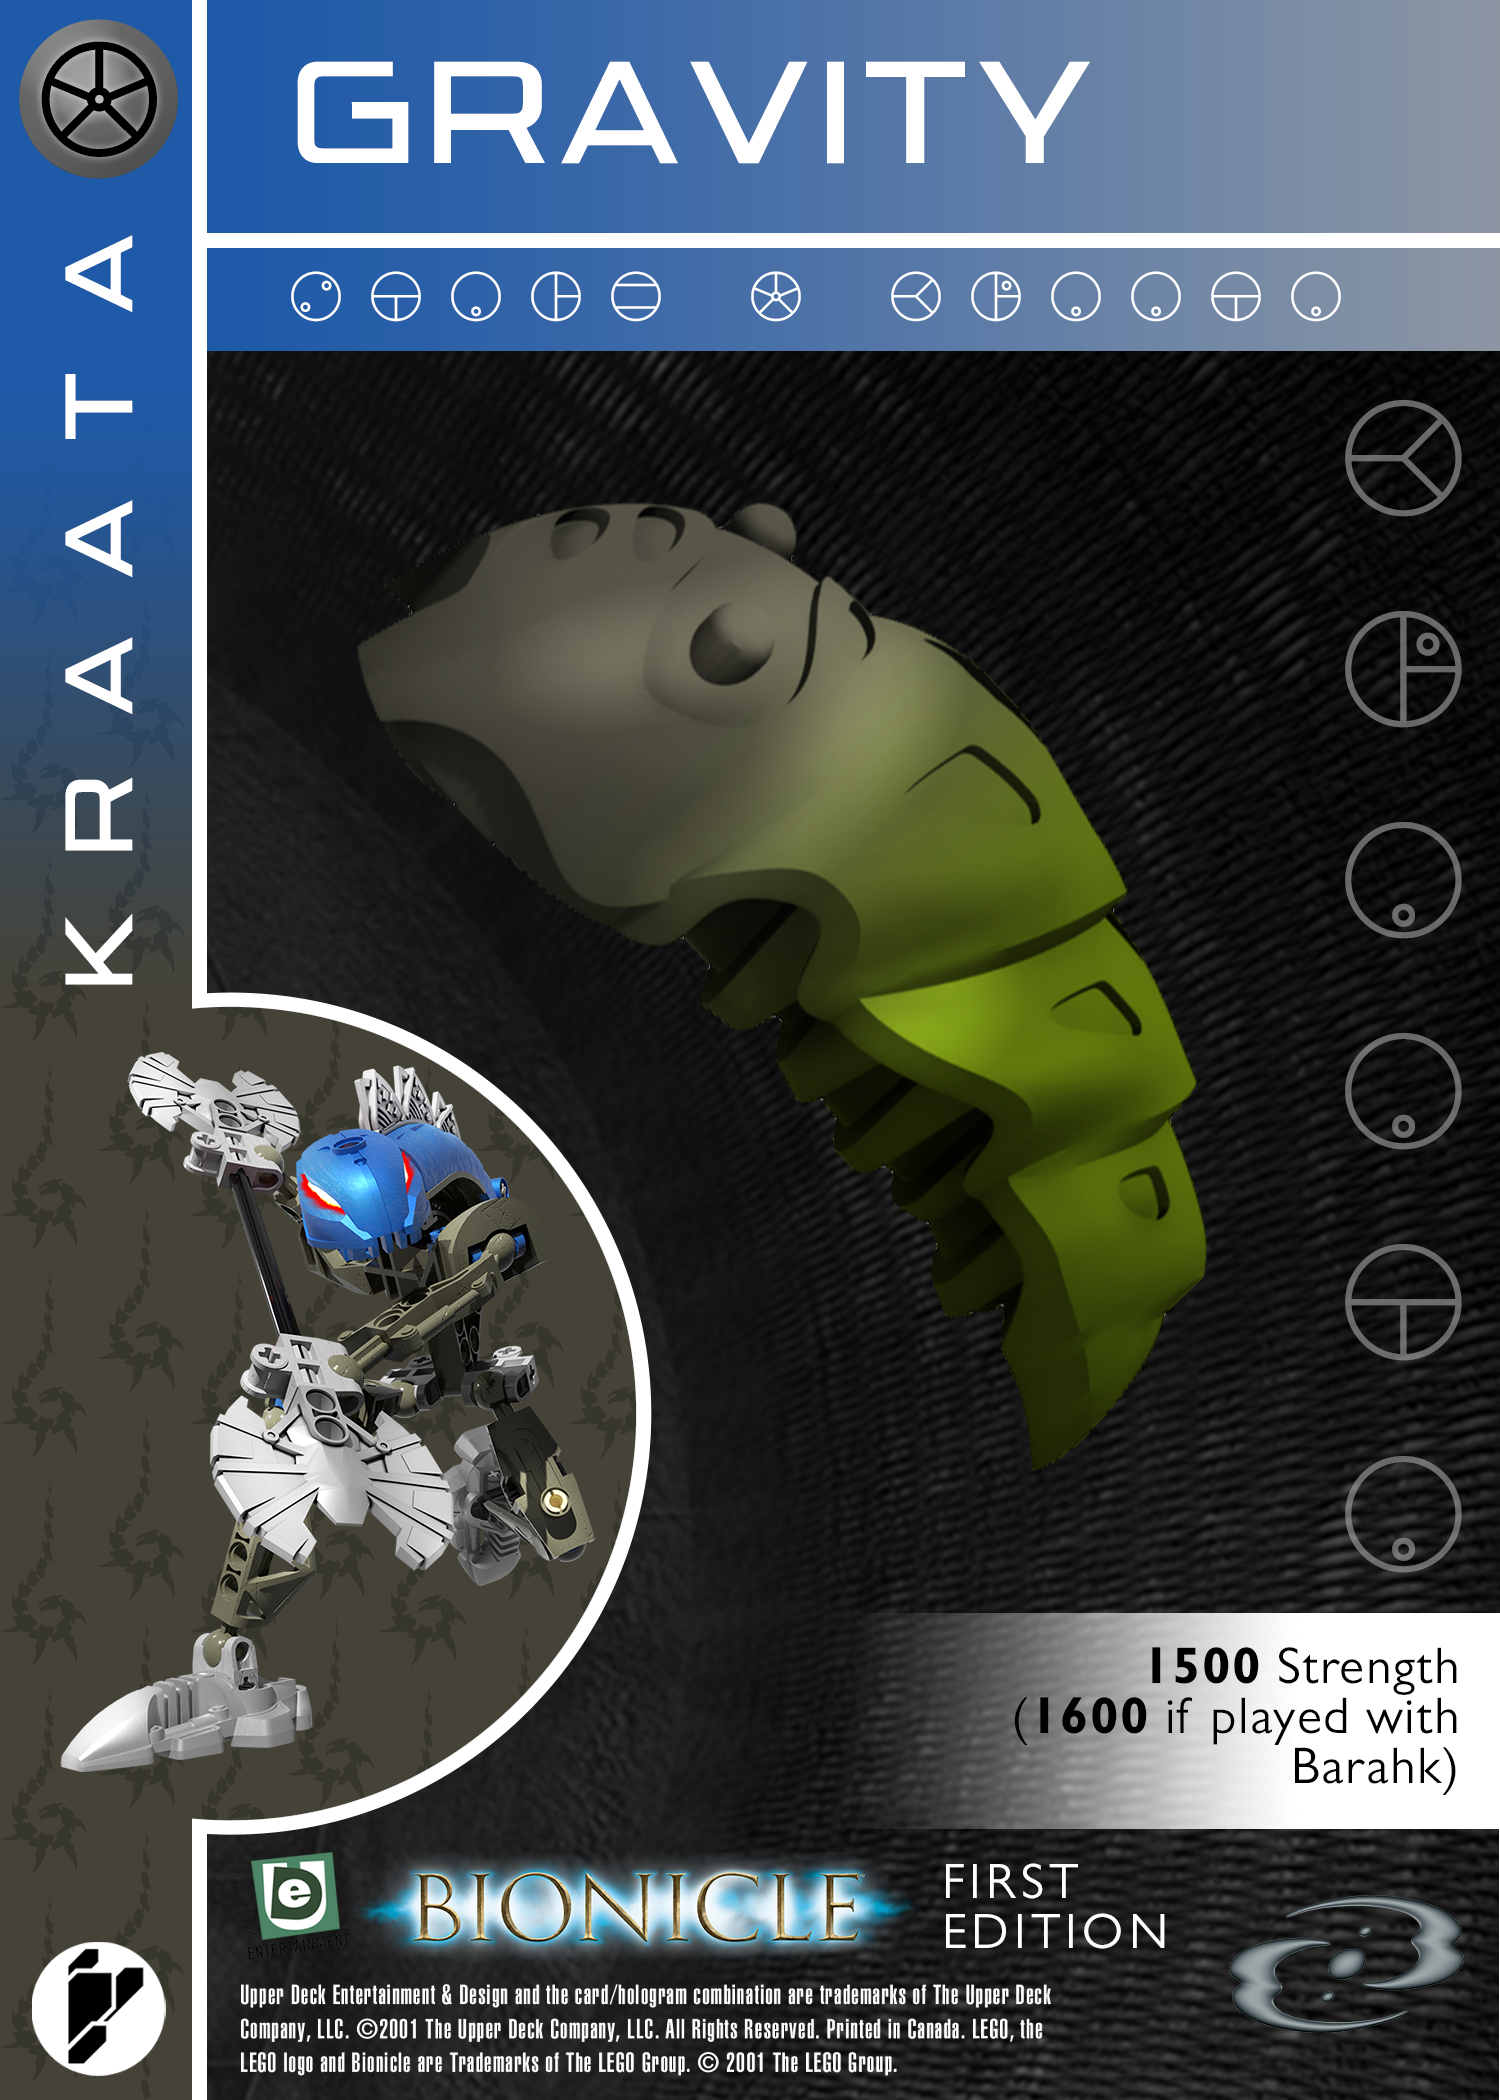 GRAVITY
KRAATA
1500 Strength
(1600 if played with
Barahk)
e
ENTERTAINMENT
BIONICLE
FIRST
EDITION
Upper Deck Entertainment & Design and the card/hologram combination are trademarks of The Upper Deck
Company, LLC. ©2001 The Upper Deck Company, LLC. All Rights Reserved. Printed in Canada. LEGO, the
LEGO logo and Bionicle are Trademarks of The LEGO Group. © 2001 The LEGO Group.